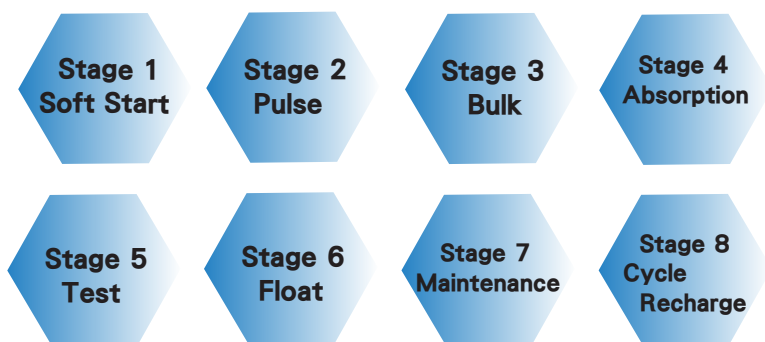 Stage 1
Soft Start
Stage 2
Pulse
Stage 3
Bulk
Stage 4
Absorption
Stage 5
Test
Stage 6
Float
Stage 7
Maintenance
Stage 8
Cycle
Recharge